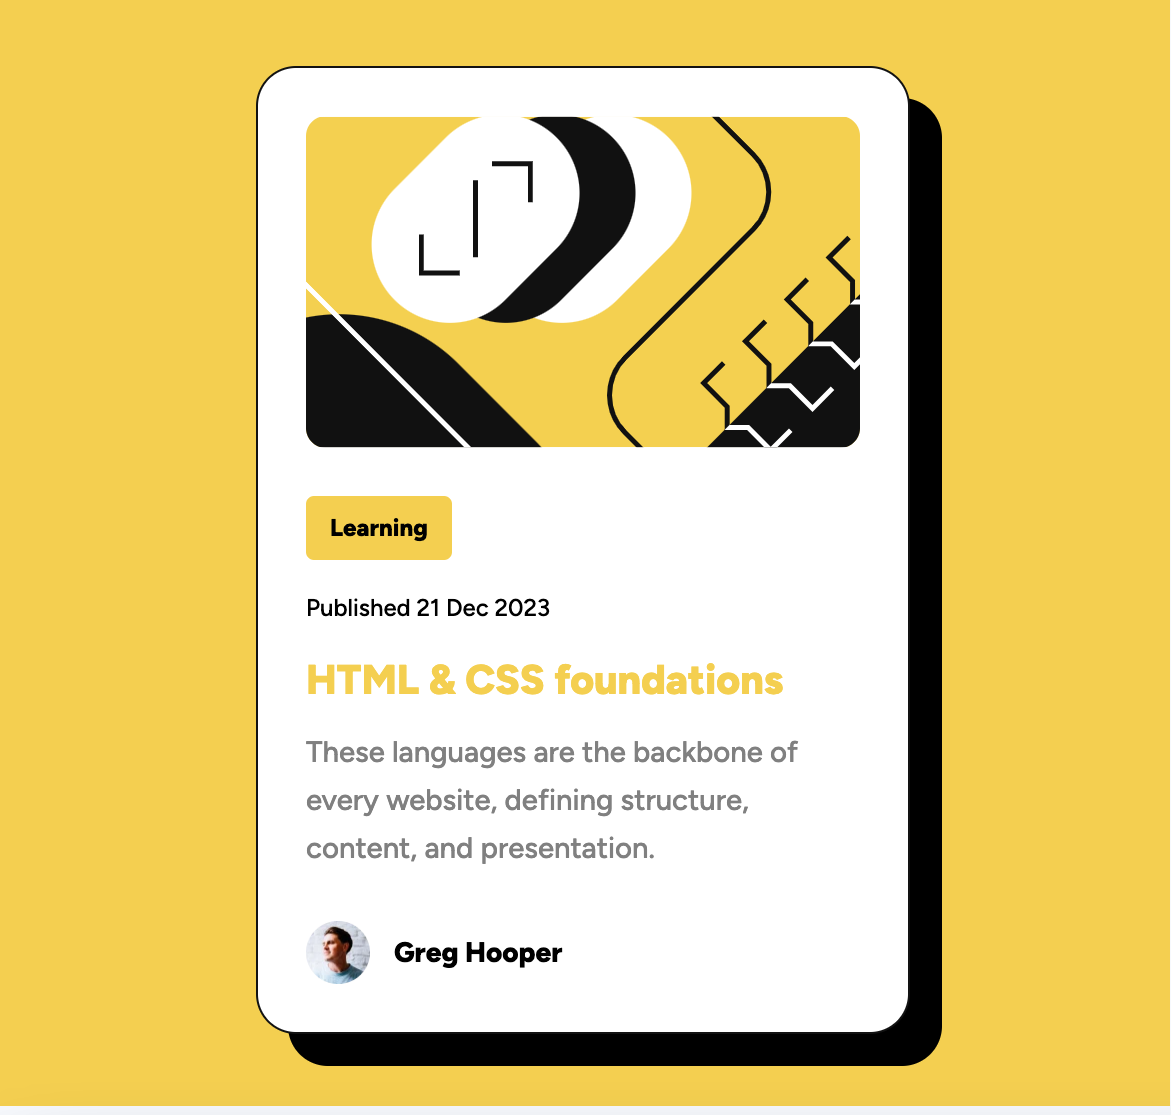 Learning
Published 21 Dec 2023
HTML & CSS foundations
These languages are the backbone of
every website, defining structure,
content, and presentation.
Greg Hooper